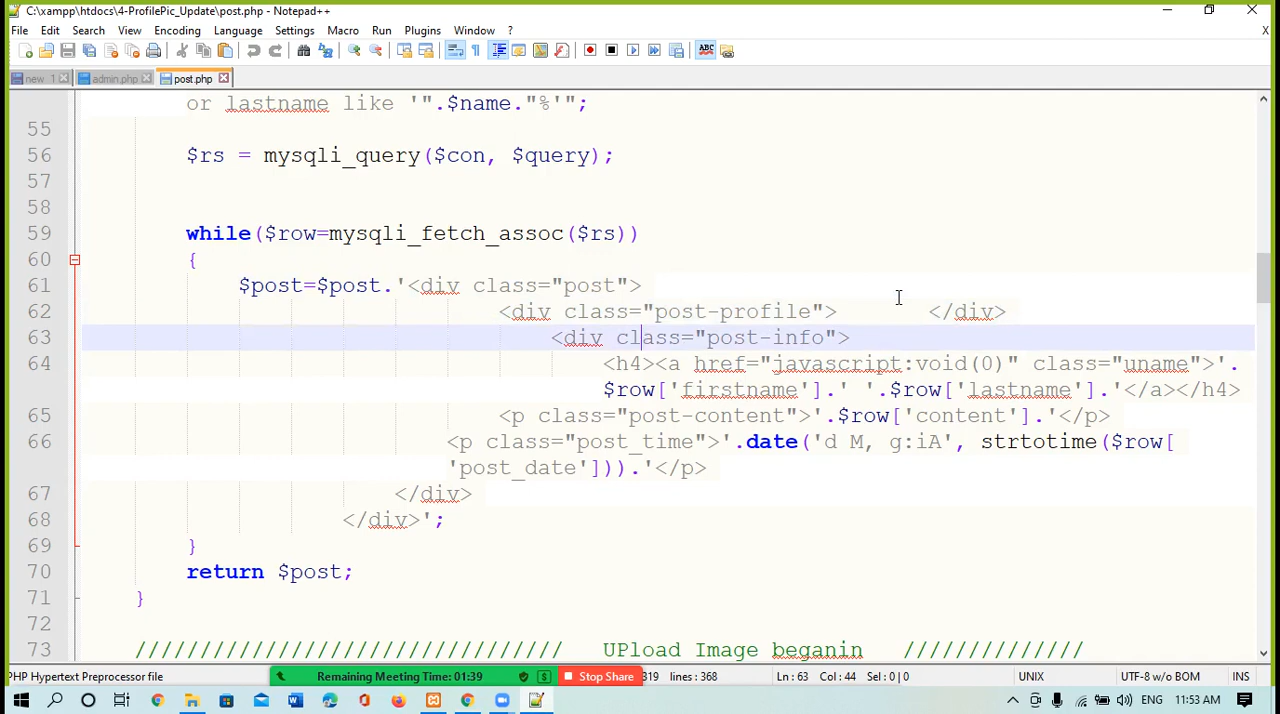 C:\xampp\htdocs\4-ProfilePic_Update\post.php - Notepad++
File Edit Search View Encoding Language Settings Macro Run Plugins Window ? X
new 1 admin.php post.php
or lastname like '".$name."%'";
55
56 $rs = mysqli_query($con, $query);
57
58
59 while($row=mysqli_fetch_assoc($rs))
60 {
61 $post=$post.'<div class="post">
62 <div class="post-profile"> </div>
63 <div class="post-info">
64 <h4><a href="javascript:void(0)" class="uname">'.
$row['firstname'].' '.$row['lastname'].'</a></h4>
65 <p class="post-content">'.$row['content'].'</p>
66 <p class="post_time">'.date('d M, g:iA', strtotime($row[
'post_date'])).'</p>
67 </div>
68 </div>';
69 }
70 return $post;
71 }
72
73 ///////////////////////////////// UPload Image beganin //////////////
PHP Hypertext Preprocessor file Remaining Meeting Time: 01:39 Stop Share 319 lines : 368 Ln : 63 Col : 44 Sel : 0 | 0 UNIX UTF-8 w/o BOM INS
ENG 11:53 AM